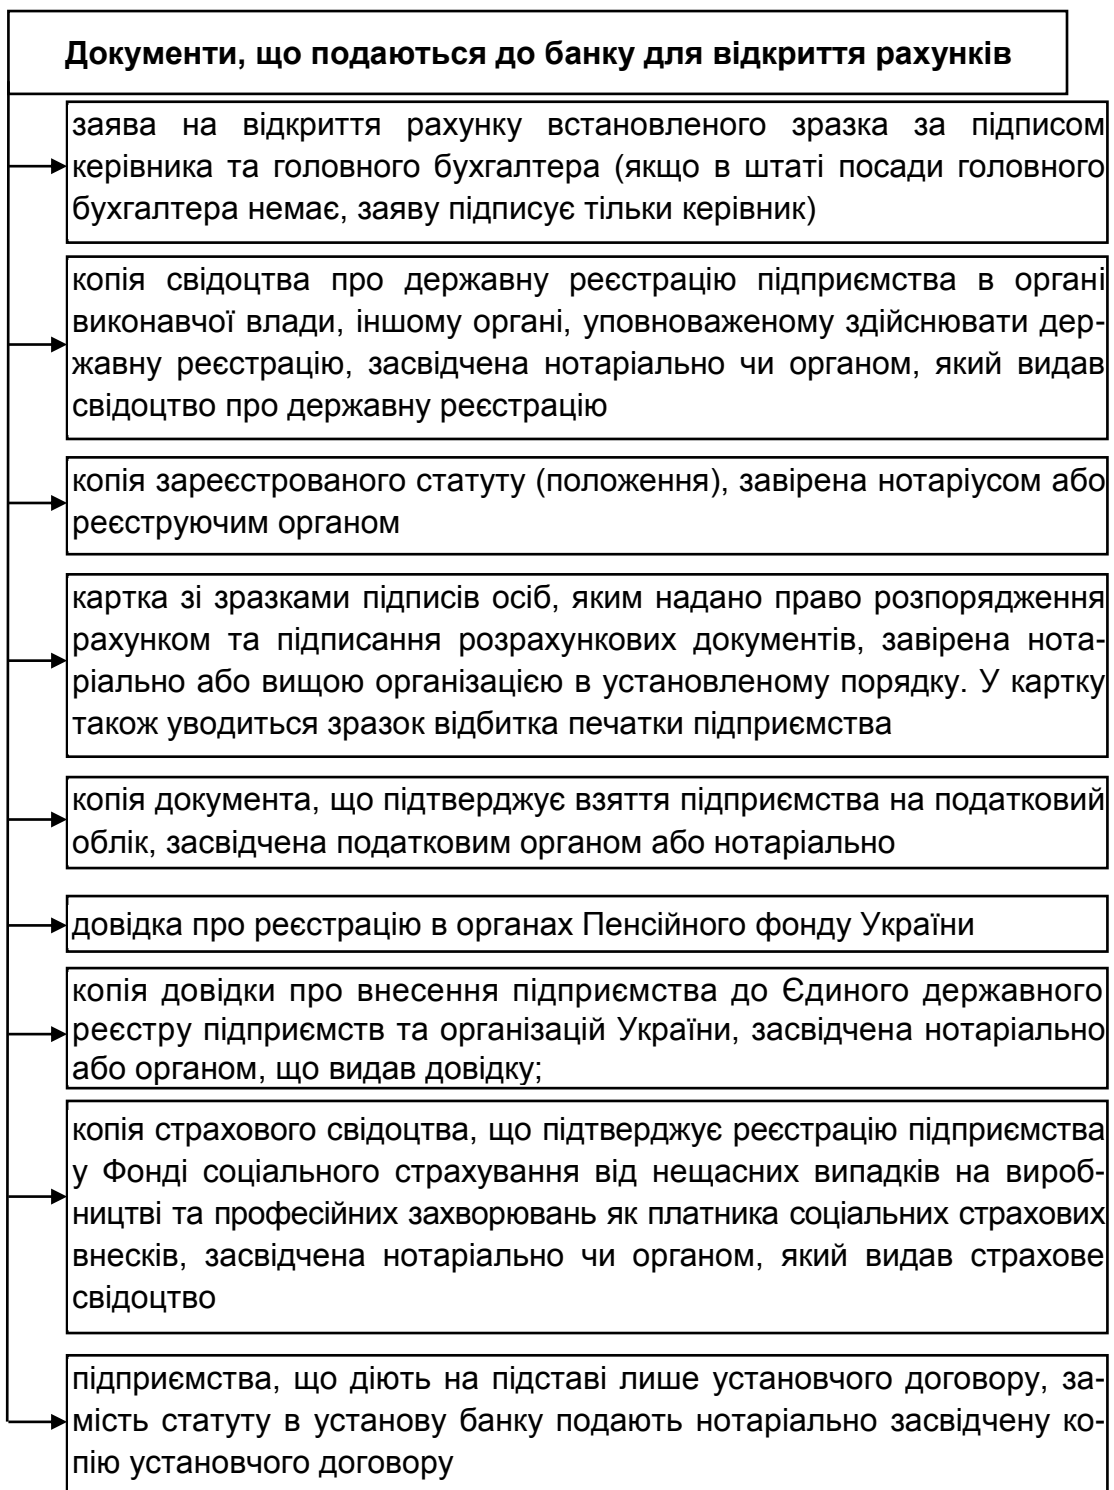 Документи, що подаються до банку для відкриття рахунків
заява на відкриття рахунку встановленого зразка за підписом
керівника та головного бухгалтера (якщо в штаті посади головного
бухгалтера немає, заяву підписує тільки керівник)
копія свідоцтва про державну реєстрацію підприємства в органі
виконавчої влади, іншому органі, уповноваженому здійснювати дер-
жавну реєстрацію, засвідчена нотаріально чи органом, який видав
свідоцтво про державну реєстрацію
копія зареєстрованого статуту (положення), завірена нотаріусом або
реєструючим органом
картка зі зразками підписів осіб, яким надано право розпорядження
рахунком та підписання розрахункових документів, завірена нота-
ріально або вищою організацією в установленому порядку. У картку
також уводиться зразок відбитка печатки підприємства
копія документа, що підтверджує взяття підприємства на податковий
облік, засвідчена податковим органом або нотаріально
довідка про реєстрацію в органах Пенсійного фонду України
копія довідки про внесення підприємства до Єдиного державного
реєстру підприємств та організацій України, засвідчена нотаріально
або органом, що видав довідку;
копія страхового свідоцтва, що підтверджує реєстрацію підприємства
у Фонді соціального страхування від нещасних випадків на вироб-
ництві та професійних захворювань як платника соціальних страхових
внесків, засвідчена нотаріально чи органом, який видав страхове
свідоцтво
підприємства, що діють на підставі лише установчого договору, за-
мість статуту в установу банку подають нотаріально засвідчену ко-
пію установчого договору